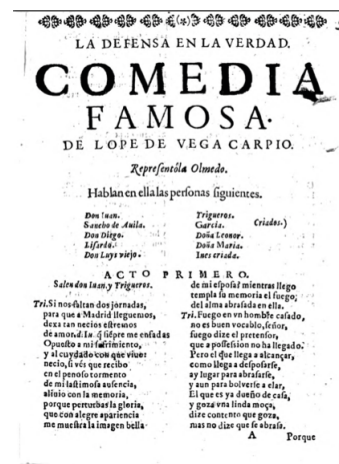 LA DEFENSA EN LA VERDAD.
COMEDIA
FAMOSA.
DE LOPE DE VEGA CARPIO.
Representòla Olmedo.
Hablan en ella las personas siguientes.
Don Iuan.
Sancho de Auila.
Don Diego.
Lisardo.
Don Luys viejo.
Trigueros.
Garcia.
Criados.)
Doña Leonor.
Doña Maria.
Ines criada.
ACTO PRIMERO.
Salen don Iuan, y Trigueros.
Tri. Si nos faltan dos jornadas,
para que a Madrid lleguemos,
dexa tan necios estremos
de amor. d. Iu. q siẽpre me enfadas
Opuesto a mi sufrimiento,
y al cuydado con que viuo:
necio, si vès que recibo
en el penoso tormento
de mi lastimosa ausencia,
aliuio con la memoria,
porque perturbas la gloria,
que con alegre apariencia
me muestra la imagen bella
de mi esposa? mientras llego
templa su memoria el fuego;
del alma abrasada en ella.
Tri. Fuego en vn hombre casado,
no es buen vocablo, señor,
fuego dize el pretensor,
que a possession no ha llegado.
Pero el que llega a alcançar,
como llega a desposarse,
ay lugar para abrasarse,
y aun para boluerse a elar,
El que es ya dueño de casa,
y goza vna linda moça,
dize contento que goza,
mas no dize que se abrasa.
A Porque